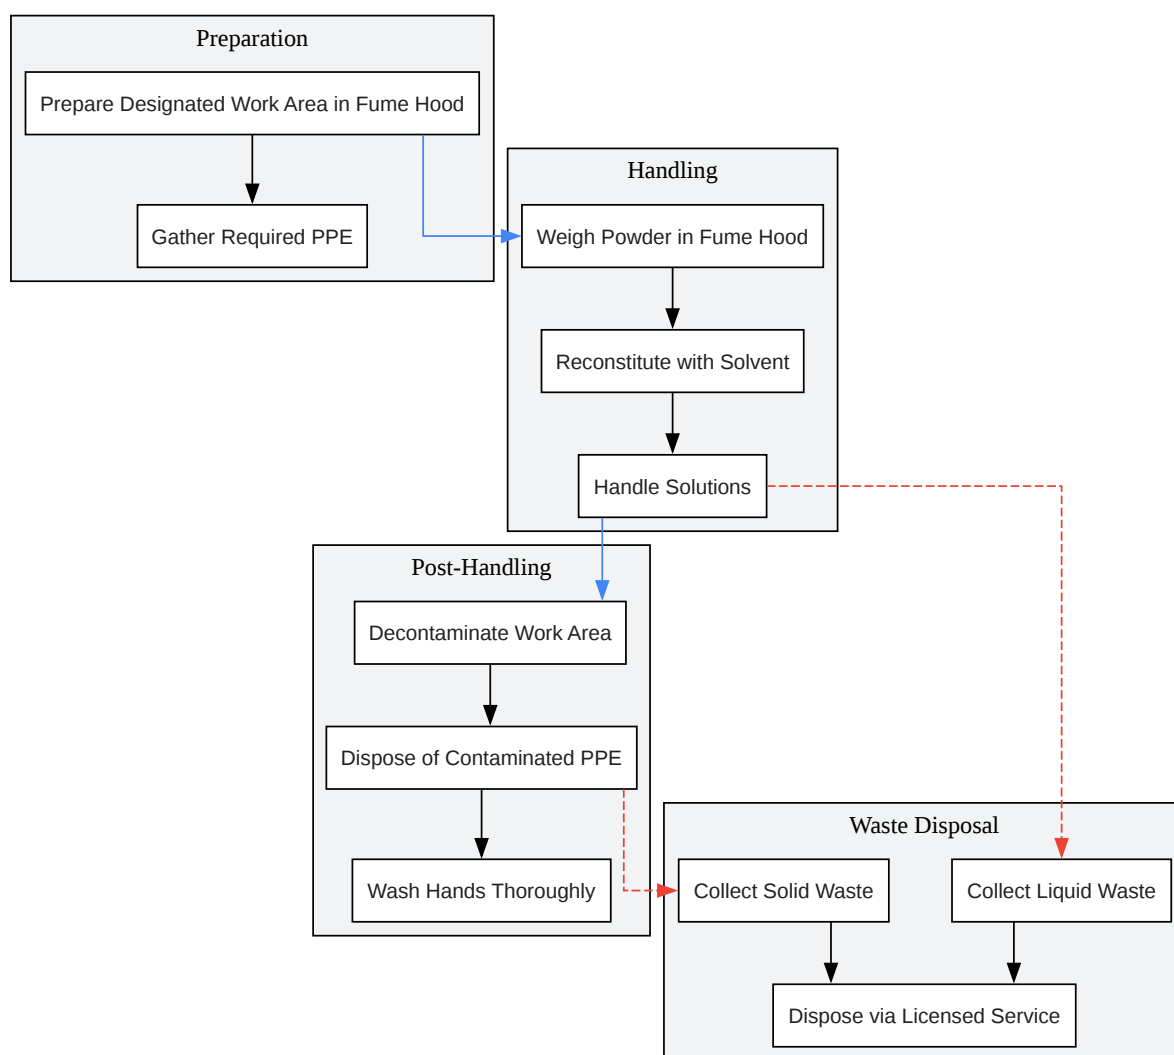 Preparation
Prepare Designated Work Area in Fume Hood
Gather Required PPE
Handling
Weigh Powder in Fume Hood
Reconstitute with Solvent
Handle Solutions
Post-Handling
Decontaminate Work Area
Dispose of Contaminated PPE
Wash Hands Thoroughly
Waste Disposal
Collect Solid Waste
Collect Liquid Waste
Dispose via Licensed Service